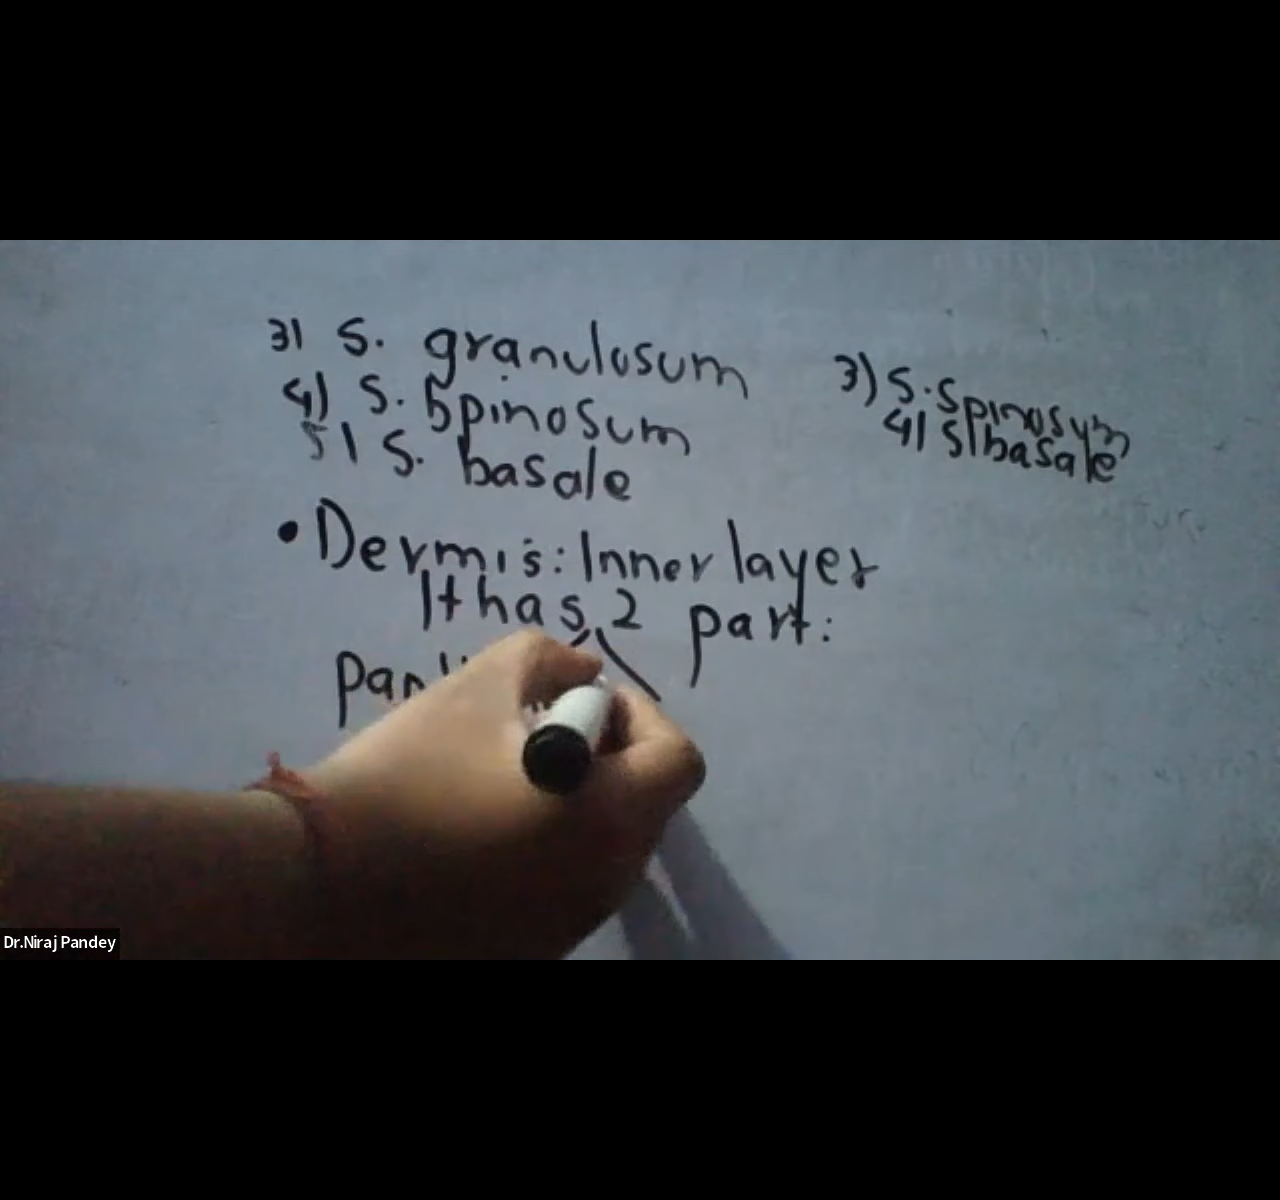 3) S. granulosum
4) S. Spinosum
5) S. basale
3) S. Spinosum
4) S. basale
• Dermis: Inner layer
It has 2 part:
Dr.Niraj Pandey